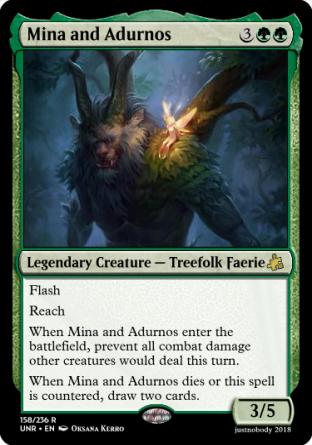 Mina and Adurnos 3
Legendary Creature — Treefolk Faerie
Flash
Reach
When Mina and Adurnos enter the
battlefield, prevent all combat damage
other creatures would deal this turn.
When Mina and Adurnos dies or this spell
is countered, draw two cards.
3/5
158/236 R
UNR • EN Oksana Kerro
justnobody 2018